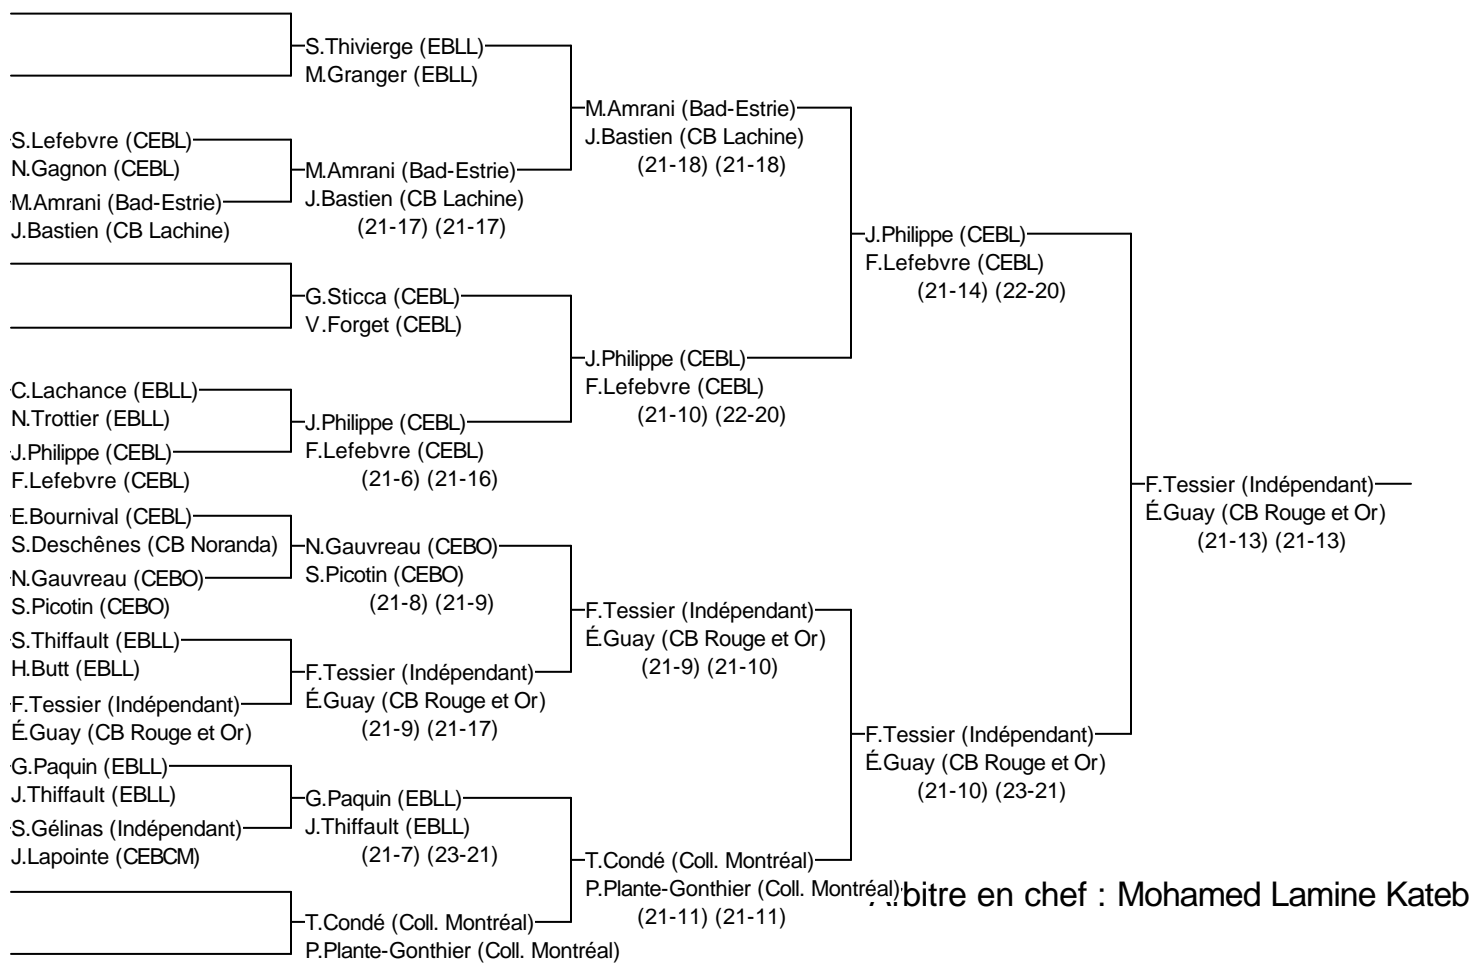 S.Thivierge (EBLL)
M.Granger (EBLL)
M.Amrani (Bad-Estrie)
J.Bastien (CB Lachine)
(21-18) (21-18)
S.Lefebvre (CEBL)
N.Gagnon (CEBL)
M.Amrani (Bad-Estrie)
J.Bastien (CB Lachine)
(21-17) (21-17)
M.Amrani (Bad-Estrie)
J.Bastien (CB Lachine)
J.Philippe (CEBL)
F.Lefebvre (CEBL)
(21-14) (22-20)
G.Sticca (CEBL)
V.Forget (CEBL)
J.Philippe (CEBL)
F.Lefebvre (CEBL)
(21-10) (22-20)
C.Lachance (EBLL)
N.Trottier (EBLL)
J.Philippe (CEBL)
F.Lefebvre (CEBL)
(21-6) (21-16)
J.Philippe (CEBL)
F.Lefebvre (CEBL)
F.Tessier (Indépendant)
É.Guay (CB Rouge et Or)
(21-13) (21-13)
E.Bournival (CEBL)
S.Deschênes (CB Noranda)
N.Gauvreau (CEBO)
S.Picotin (CEBO)
(21-8) (21-9)
N.Gauvreau (CEBO)
S.Picotin (CEBO)
F.Tessier (Indépendant)
É.Guay (CB Rouge et Or)
(21-9) (21-10)
S.Thiffault (EBLL)
H.Butt (EBLL)
F.Tessier (Indépendant)
É.Guay (CB Rouge et Or)
(21-9) (21-17)
F.Tessier (Indépendant)
É.Guay (CB Rouge et Or)
F.Tessier (Indépendant)
É.Guay (CB Rouge et Or)
(21-10) (23-21)
G.Paquin (EBLL)
J.Thiffault (EBLL)
G.Paquin (EBLL)
J.Thiffault (EBLL)
(21-7) (23-21)
S.Gélinas (Indépendant)
J.Lapointe (CEBCM)
T.Condé (Coll. Montréal)
P.Plante-Gonthier (Coll. Montréal)
(21-11) (21-11)
Arbitre en chef : Mohamed Lamine Kateb
T.Condé (Coll. Montréal)
P.Plante-Gonthier (Coll. Montréal)